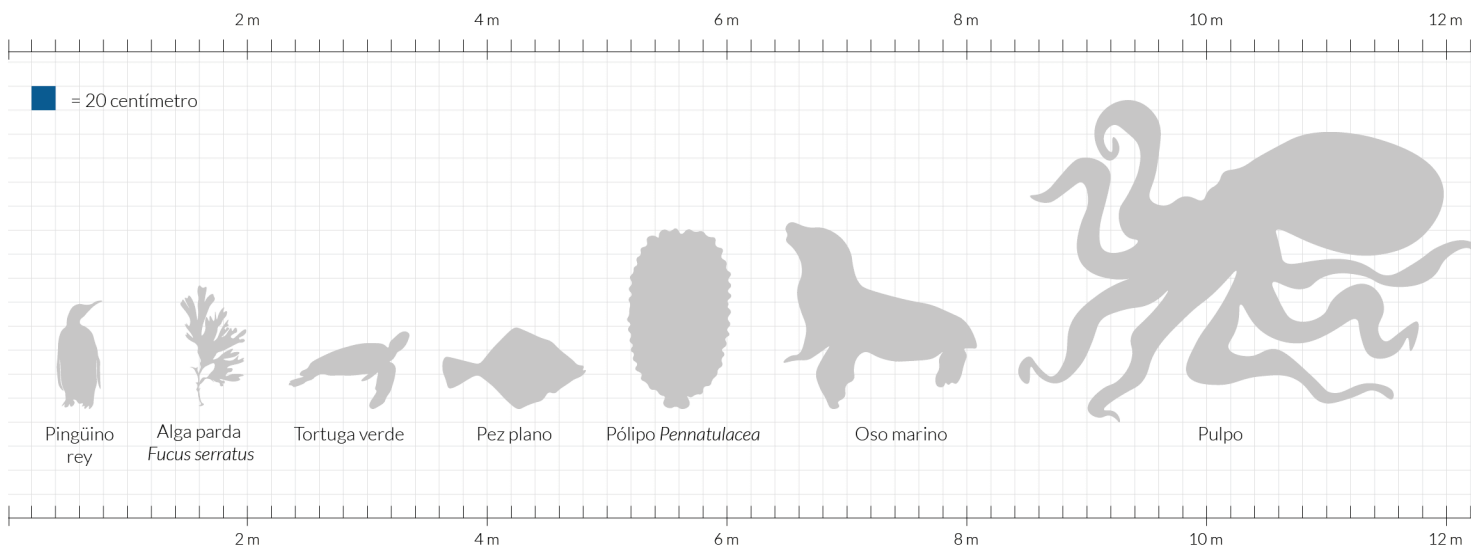 2 m 4 m 6 m 8 m 10 m 12 m
= 20 centímetro
Pingüino
rey
Alga parda
Fucus serratus
Tortuga verde
Pez plano
Pólipo Pennatulacea
Oso marino
Pulpo
2 m 4 m 6 m 8 m 10 m 12 m